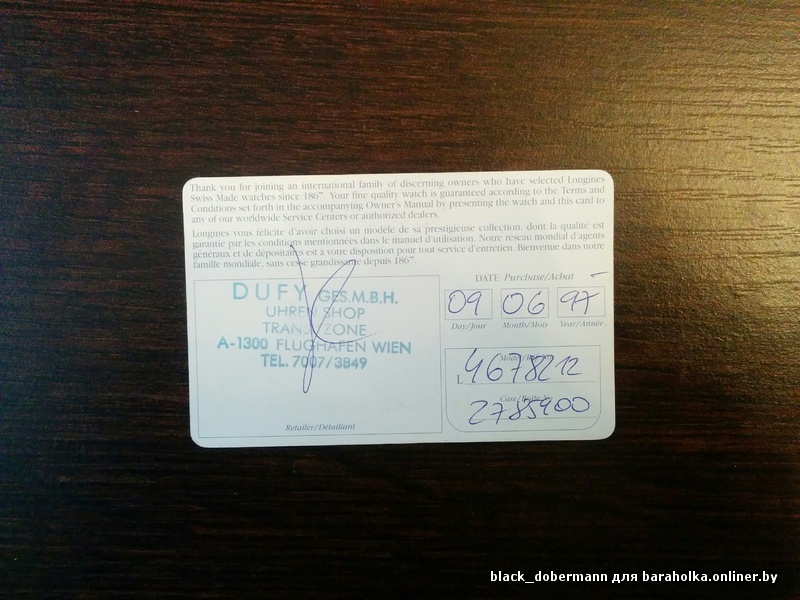 Thank you for joining an international family of discerning owners who have selected Longines
Swiss Made watches since 1867. Your fine quality watch is guaranteed according to the Terms and
Conditions set forth in the accompanying Owner's Manual by presenting the watch and this card to
any of our worldwide Service Centers or authorized dealers.
Longines vous félicite d'avoir choisi un modèle de sa prestigieuse collection, dont la qualité est
garantie par les conditions mentionnées dans le manuel d'utilisation. Notre réseau mondial d'agents
généraux et de dépositaires est à votre disposition pour tout service d'entretien. Bienvenue dans notre
famille mondiale, sans cesse grandissante depuis 1867.
DATE: Purchase/Achat
09 06 97
Day/Jour Month/Mois Year/Année
DUFY GES.M.B.H.
UHREN SHOP
TRANSZONE
A-1300 FLUGHAFEN WIEN
TEL. 7007/3849
Retailer/Détaillant
L 4678212
2785900
black_dobermann для baraholka.onliner.by